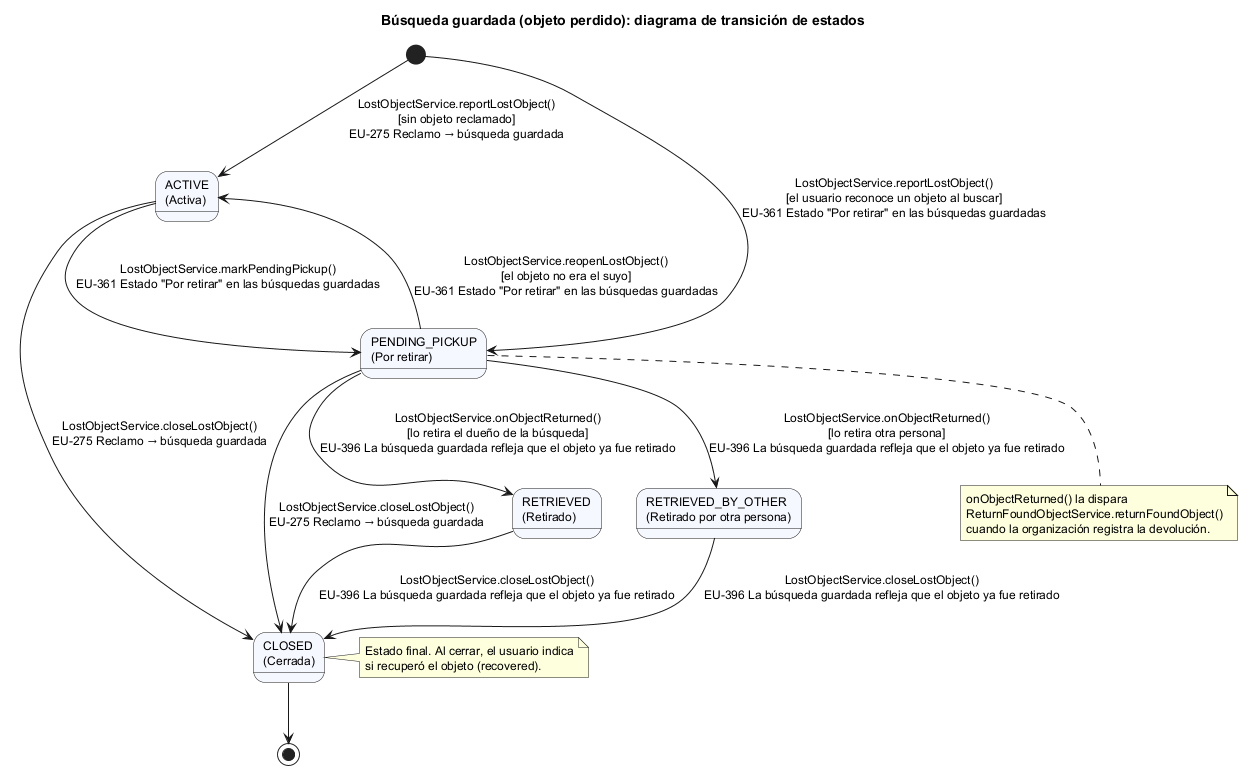 Búsqueda guardada (objeto perdido): diagrama de transición de estados
LostObjectService.reportLostObject()
[sin objeto reclamado]
EU-275 Reclamo → búsqueda guardada
LostObjectService.reportLostObject()
[el usuario reconoce un objeto al buscar]
EU-361 Estado "Por retirar" en las búsquedas guardadas
ACTIVE
(Activa)
LostObjectService.markPendingPickup()
EU-361 Estado "Por retirar" en las búsquedas guardadas
LostObjectService.reopenLostObject()
[el objeto no era el suyo]
EU-361 Estado "Por retirar" en las búsquedas guardadas
PENDING_PICKUP
(Por retirar)
LostObjectService.closeLostObject()
EU-275 Reclamo → búsqueda guardada
LostObjectService.onObjectReturned()
[lo retira el dueño de la búsqueda]
EU-396 La búsqueda guardada refleja que el objeto ya fue retirado
LostObjectService.onObjectReturned()
[lo retira otra persona]
EU-396 La búsqueda guardada refleja que el objeto ya fue retirado
LostObjectService.closeLostObject()
EU-275 Reclamo → búsqueda guardada
RETRIEVED
(Retirado)
RETRIEVED_BY_OTHER
(Retirado por otra persona)
onObjectReturned() la dispara
ReturnFoundObjectService.returnFoundObject()
cuando la organización registra la devolución.
LostObjectService.closeLostObject()
EU-396 La búsqueda guardada refleja que el objeto ya fue retirado
LostObjectService.closeLostObject()
EU-396 La búsqueda guardada refleja que el objeto ya fue retirado
CLOSED
(Cerrada)
Estado final. Al cerrar, el usuario indica
si recuperó el objeto (recovered).